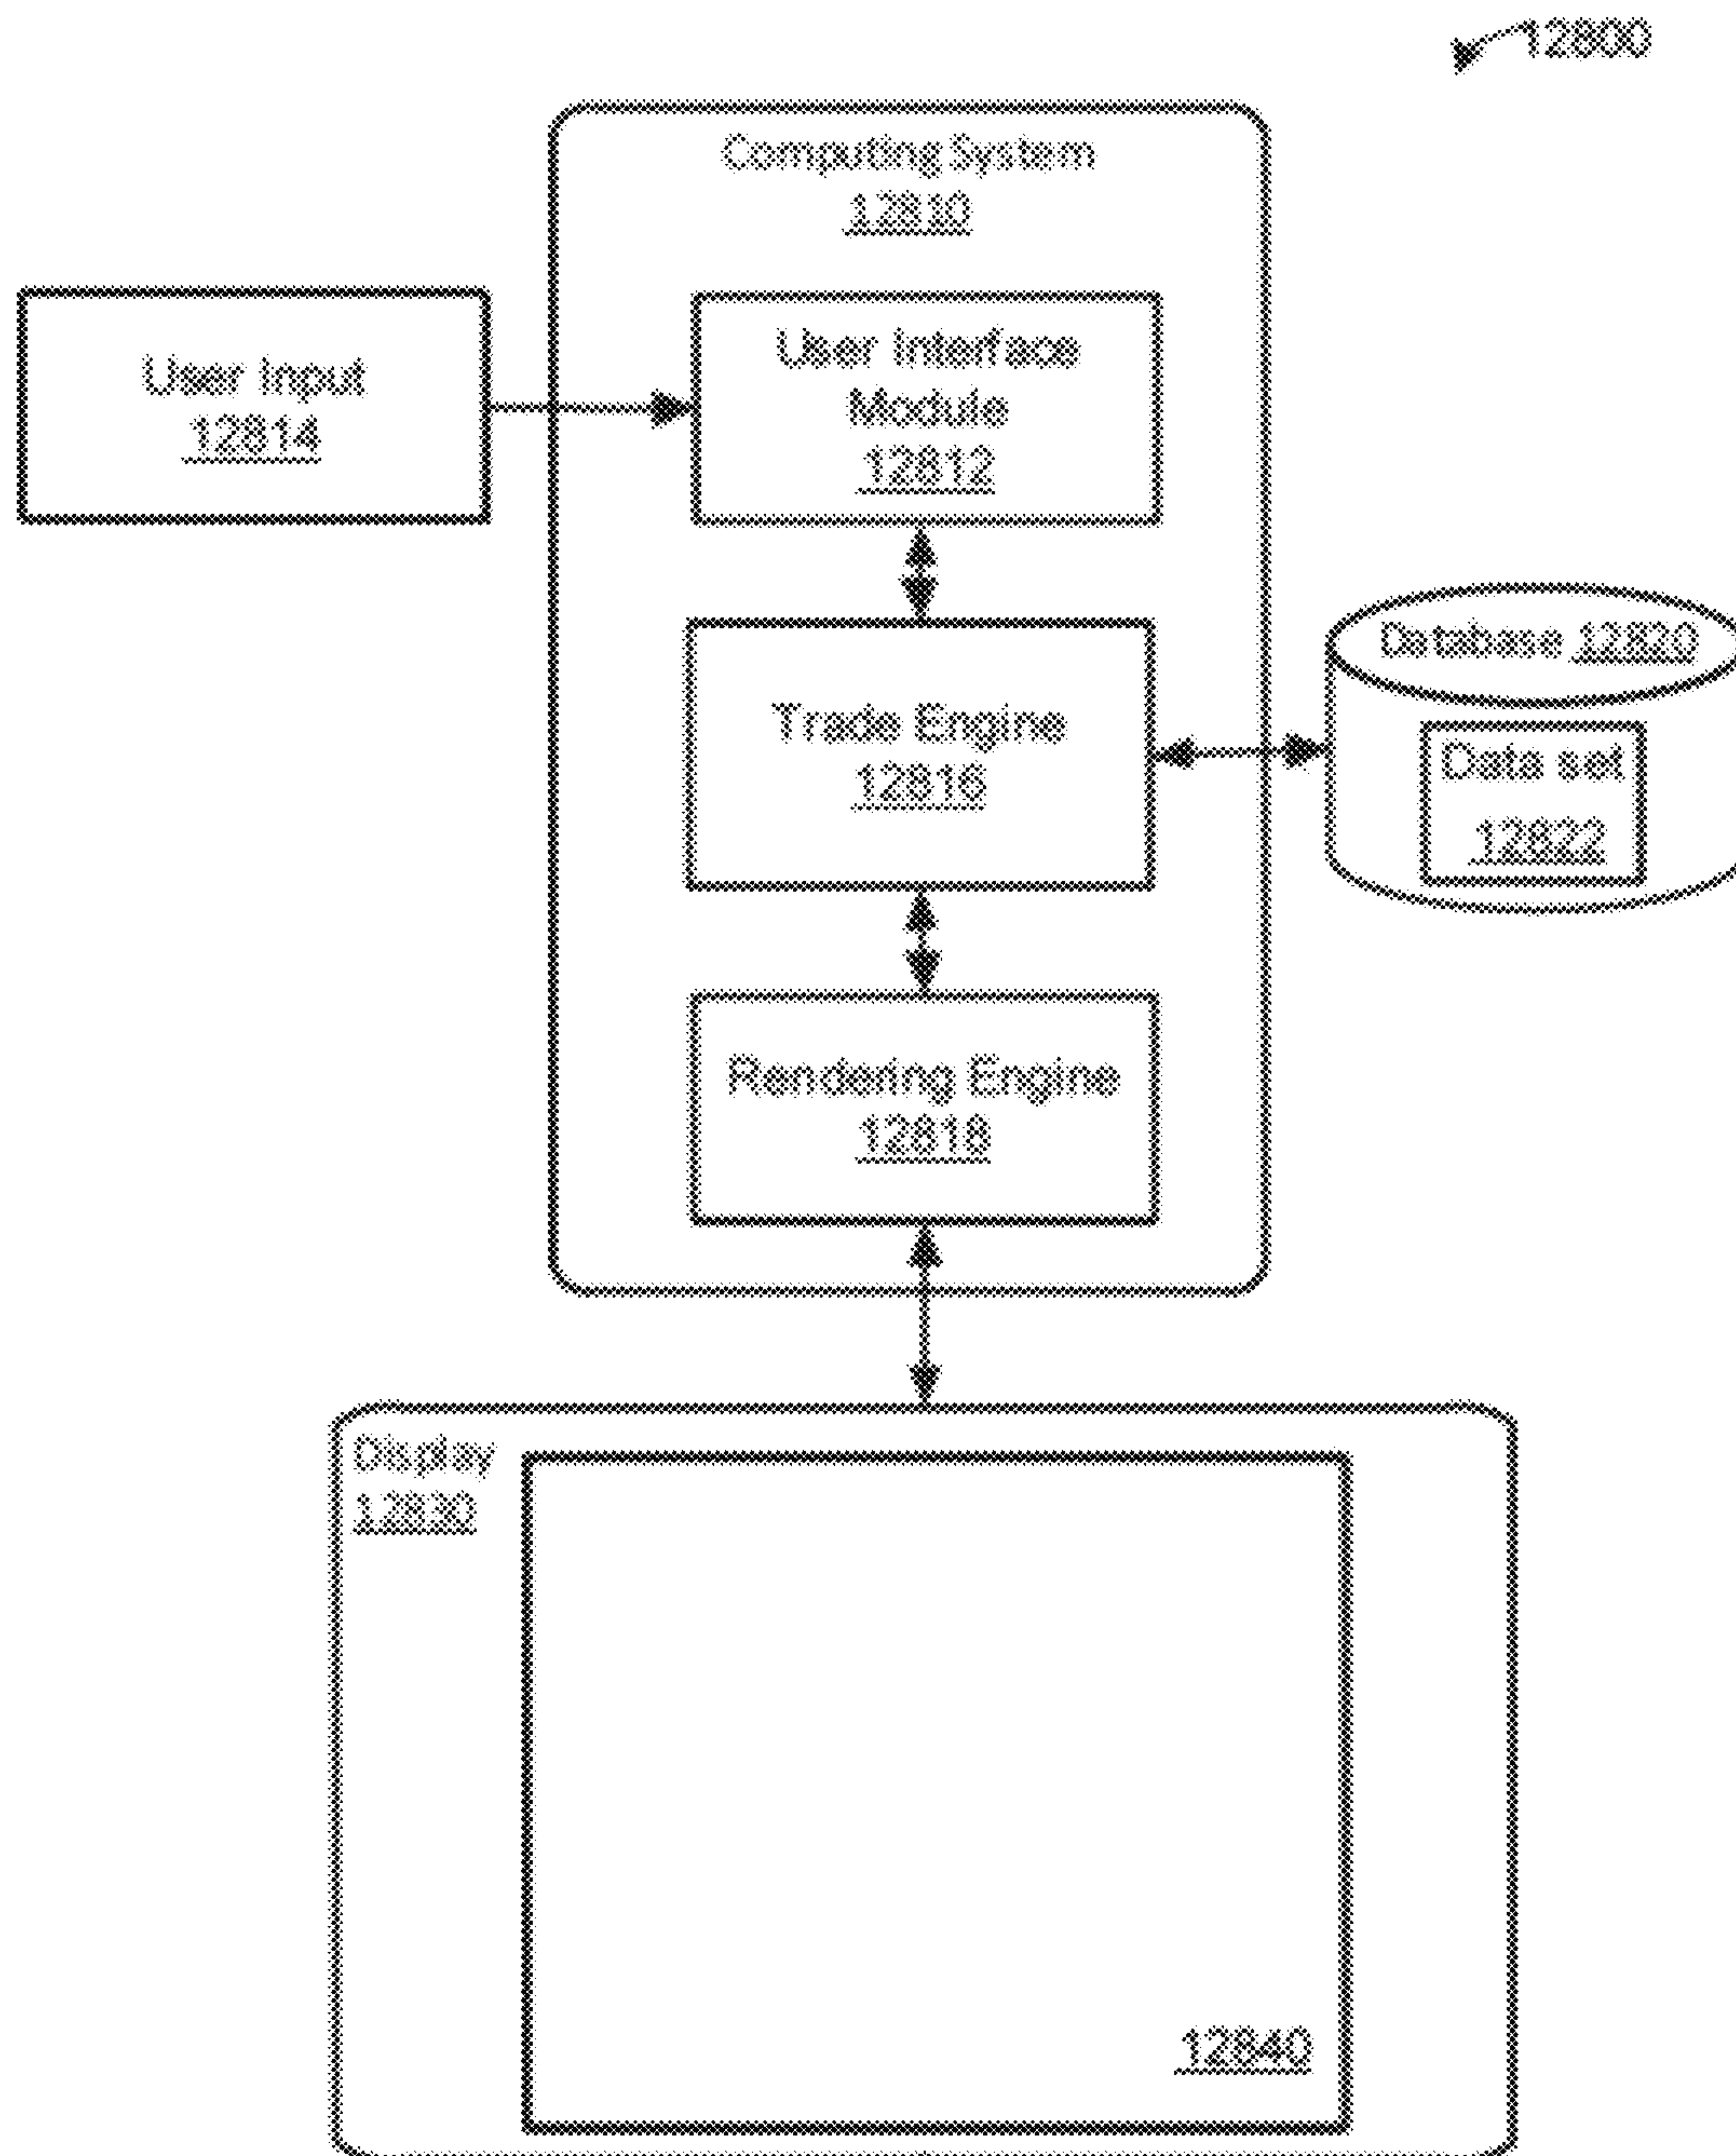 12800
Computing System
12810
User Input
12814
User Interface
Module
12812
Trade Engine
12816
Database 12820
Data set
12822
Rendering Engine
12818
Display
12830
12840